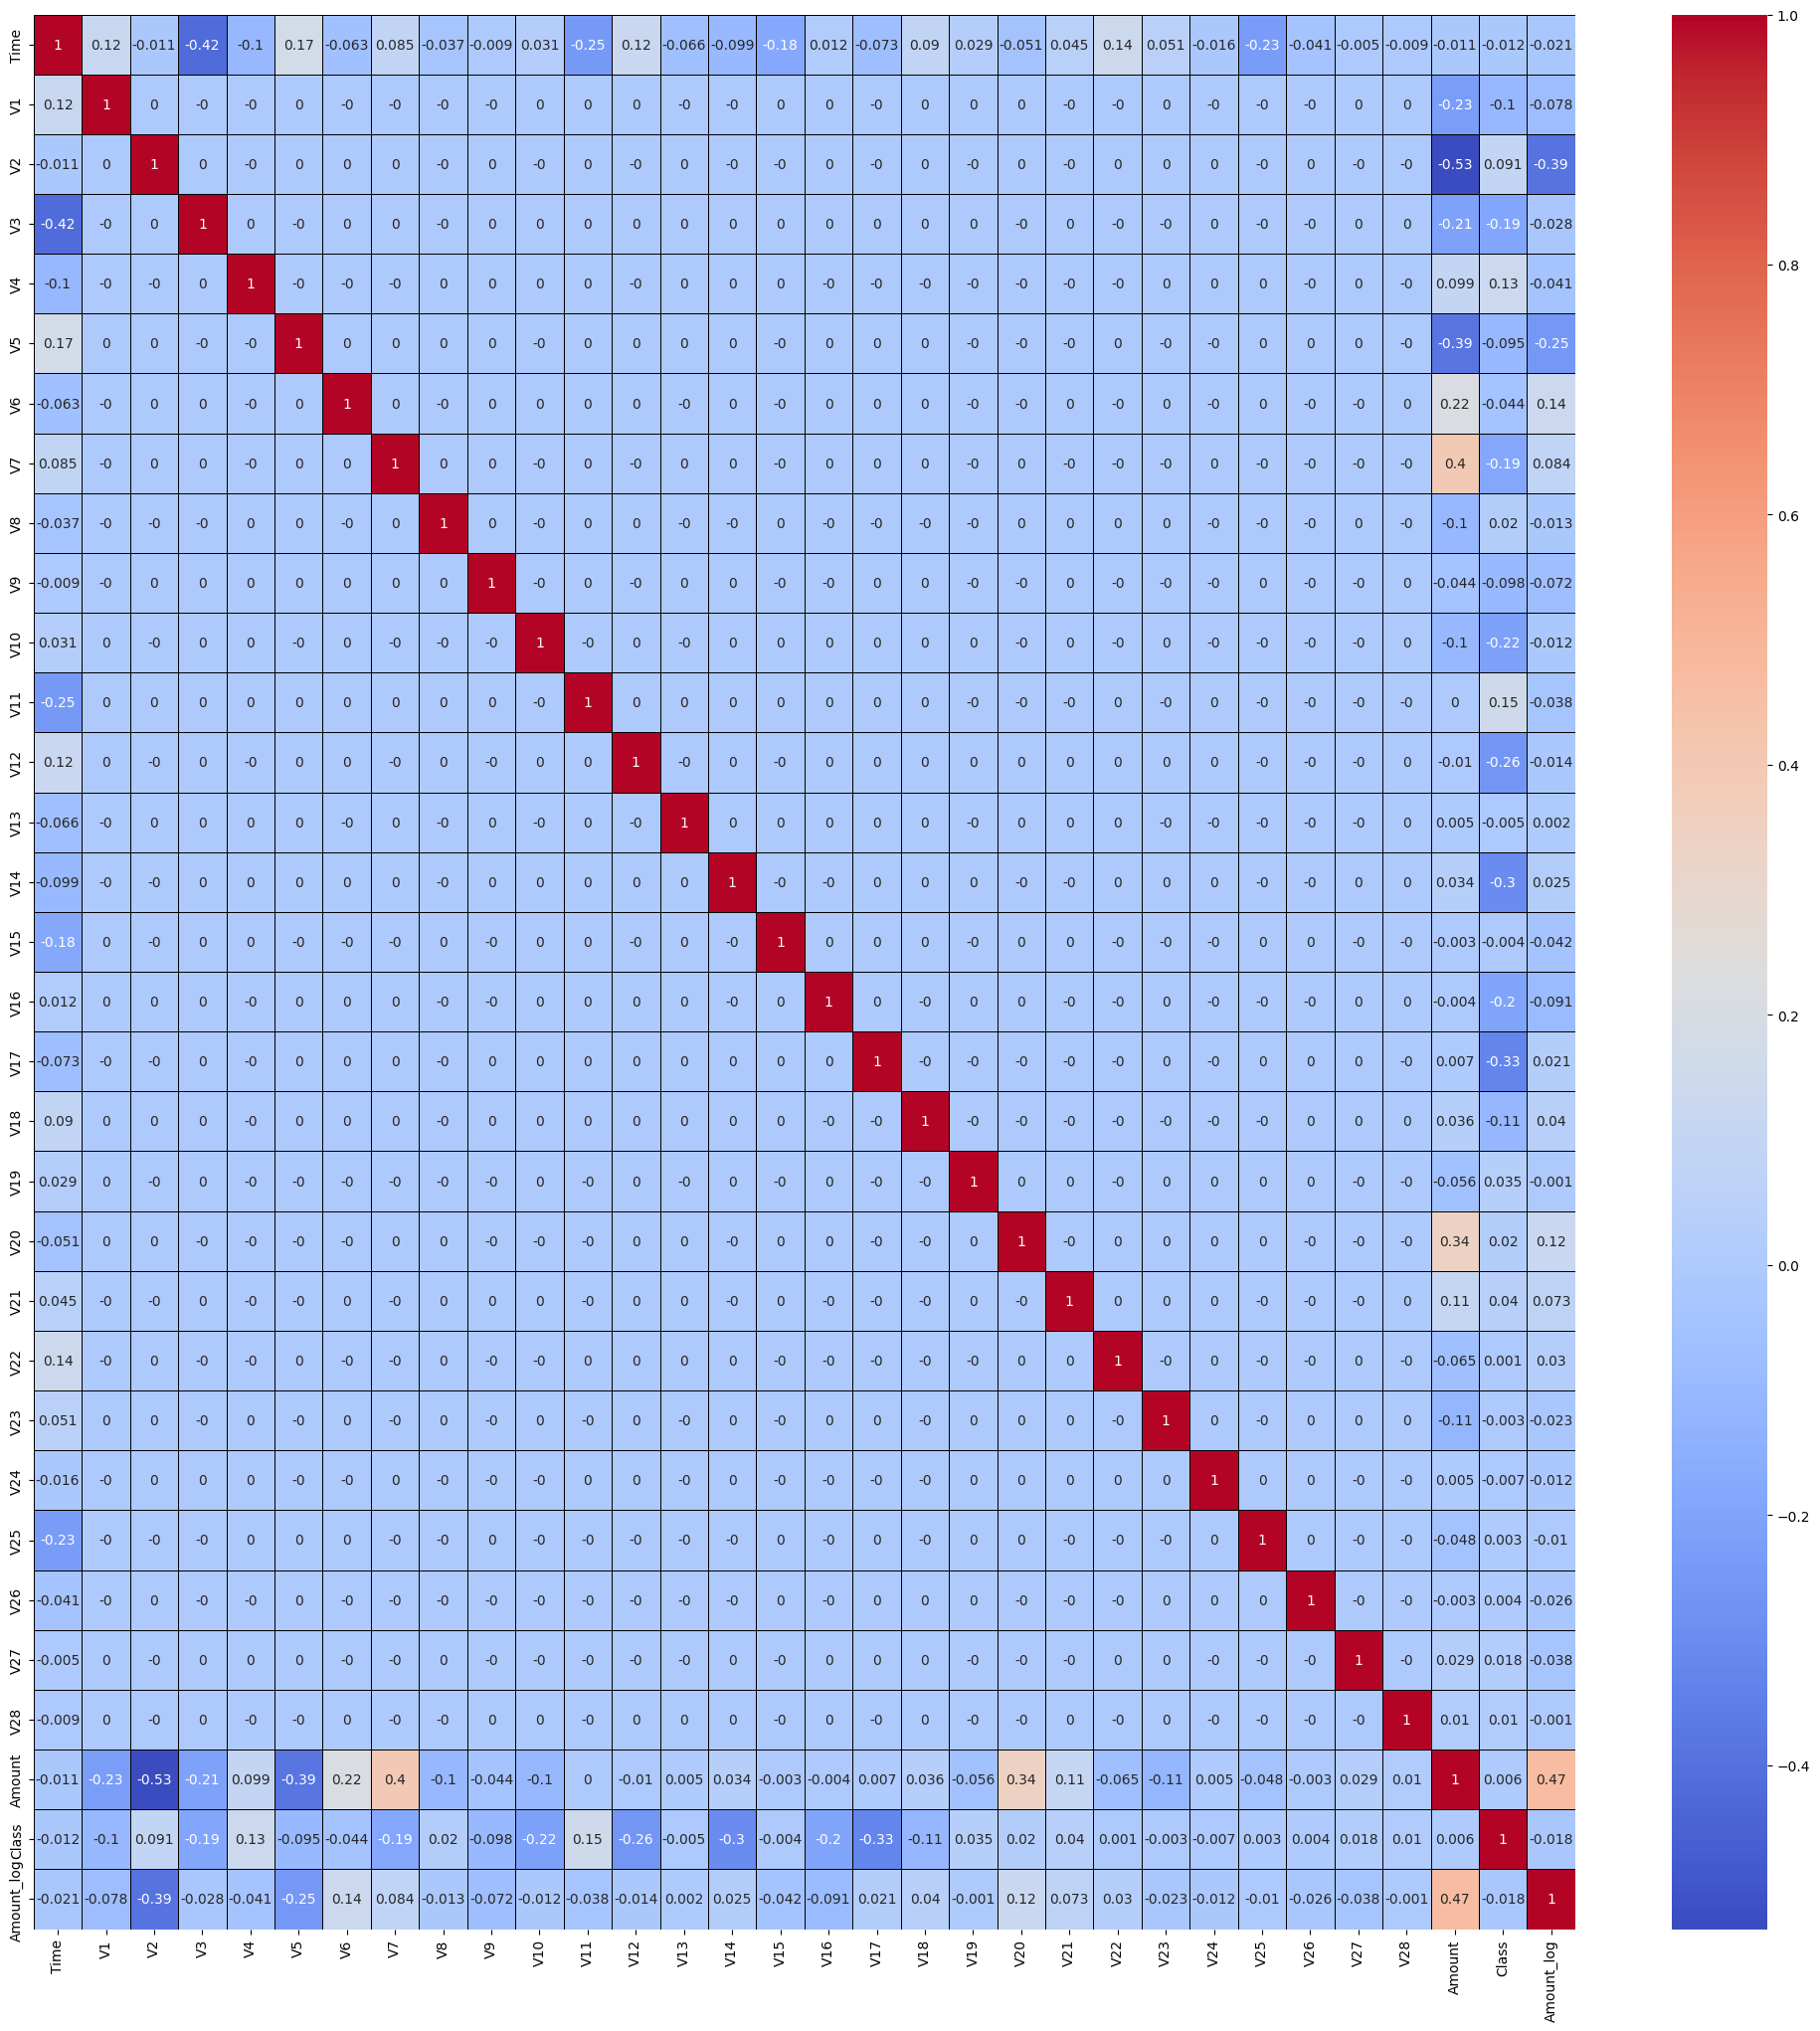 Time 1 0.12 -0.011 -0.42 -0.1 0.17 -0.063 0.085 -0.037 -0.009 0.031 -0.25 0.12 -0.066 -0.099 -0.18 0.012 -0.073 0.09 0.029 -0.051 0.045 0.14 0.051 -0.016 -0.23 -0.041 -0.005 -0.009 -0.011 -0.012 -0.021
V1 0.12 1 0 -0 -0 0 -0 -0 -0 -0 0 0 0 -0 -0 0 0 -0 0 0 0 -0 -0 0 -0 -0 -0 0 0 -0.23 -0.1 -0.078
V2 -0.011 0 1 0 -0 0 0 0 -0 0 -0 0 -0 0 -0 -0 0 -0 0 -0 0 -0 0 0 -0 0 0 -0 -0 -0.53 0.091 -0.39
V3 -0.42 -0 0 1 0 -0 0 0 -0 0 0 0 0 0 0 0 0 0 0 0 -0 0 -0 -0 0 -0 -0 0 0 -0.21 -0.19 -0.028
V4 -0.1 -0 -0 0 1 -0 -0 -0 0 0 0 0 -0 0 0 0 -0 -0 -0 -0 -0 -0 0 0 0 0 -0 0 -0 0.099 0.13 -0.041
V5 0.17 0 0 -0 -0 1 0 0 0 0 -0 0 0 0 0 -0 0 0 0 -0 -0 -0 -0 -0 -0 0 0 0 -0 -0.39 -0.095 -0.25
V6 -0.063 -0 0 0 -0 0 1 0 -0 0 0 0 0 -0 0 -0 0 0 0 -0 -0 0 0 0 -0 0 -0 -0 0 0.22 -0.044 0.14
V7 0.085 -0 0 0 -0 0 0 1 0 0 -0 0 -0 0 0 -0 0 0 0 -0 -0 0 -0 -0 -0 -0 -0 -0 -0 0.4 -0.19 0.084
V8 -0.037 -0 -0 -0 0 0 -0 0 1 0 -0 0 0 -0 -0 0 -0 -0 -0 -0 0 -0 0 0 -0 -0 -0 0 -0 -0.1 0.02 -0.013
V9 -0.009 -0 0 0 0 0 0 0 0 1 -0 0 -0 0 0 -0 -0 0 0 0 -0 0 -0 -0 -0 0 -0 -0 0 -0.044 -0.098 -0.072
V10 0.031 0 -0 0 0 -0 0 -0 -0 -0 1 -0 0 -0 0 0 0 0 0 0 -0 0 -0 0 -0 -0 -0 -0 0 -0.1 -0.22 -0.012
V11 -0.25 0 0 0 0 0 0 0 0 0 -0 1 0 0 0 0 0 0 0 -0 -0 -0 0 0 0 -0 -0 -0 -0 0 0.15 -0.038
V12 0.12 0 -0 0 -0 0 0 -0 0 -0 0 0 1 -0 0 -0 0 -0 0 0 0 0 0 0 0 -0 -0 -0 0 -0.01 -0.26 -0.014
V13 -0.066 -0 0 0 0 0 -0 0 -0 0 -0 0 -0 1 0 0 0 0 0 -0 0 0 -0 -0 -0 -0 -0 -0 0 0.005 -0.005 0.002
V14 -0.099 -0 -0 0 0 0 0 0 -0 0 0 0 0 0 1 -0 -0 0 0 -0 -0 -0 0 0 0 -0 -0 0 0 0.034 -0.3 0.025
V15 -0.18 0 -0 0 0 -0 -0 -0 0 -0 0 0 -0 0 -0 1 0 0 0 0 0 0 -0 0 -0 0 0 -0 -0 -0.003 -0.004 -0.042
V16 0.012 0 0 0 -0 0 0 0 -0 -0 0 0 0 0 -0 0 1 0 -0 0 0 -0 0 0 -0 -0 -0 0 0 -0.004 -0.2 -0.091
V17 -0.073 -0 -0 0 -0 0 0 0 -0 0 0 0 -0 0 0 0 0 1 -0 -0 -0 -0 -0 -0 -0 0 0 0 -0 0.007 -0.33 0.021
V18 0.09 0 0 0 -0 0 0 0 -0 0 0 0 0 0 0 0 -0 -0 1 -0 -0 -0 -0 -0 -0 -0 0 0 0 0.036 -0.11 0.04
V19 0.029 0 -0 0 -0 -0 -0 -0 -0 0 0 -0 0 -0 -0 0 0 -0 -0 1 0 0 -0 0 0 0 0 -0 -0 -0.056 0.035 -0.001
V20 -0.051 0 0 -0 -0 -0 -0 -0 0 -0 -0 -0 0 0 -0 0 0 -0 -0 0 1 -0 0 0 0 -0 0 -0 -0 0.34 0.02 0.12
V21 0.045 -0 -0 0 -0 -0 0 0 -0 0 0 -0 0 0 -0 0 -0 -0 -0 0 -0 1 0 0 0 -0 -0 -0 0 0.11 0.04 0.073
V22 0.14 -0 0 -0 0 -0 0 -0 0 -0 -0 0 0 -0 0 -0 0 -0 -0 -0 0 0 1 -0 0 -0 0 0 -0 -0.065 0.001 0.03
V23 0.051 0 0 -0 0 -0 0 -0 0 -0 0 0 0 -0 0 0 0 -0 -0 0 0 0 -0 1 0 -0 0 0 0 -0.11 -0.003 -0.023
V24 -0.016 -0 -0 0 0 -0 -0 -0 -0 -0 -0 0 0 -0 0 -0 -0 -0 -0 0 0 0 0 0 1 0 0 -0 -0 0.005 -0.007 -0.012
V25 -0.23 -0 0 -0 0 0 0 -0 -0 0 -0 -0 -0 -0 -0 0 -0 0 -0 0 -0 -0 -0 -0 0 1 0 -0 -0 -0.048 0.003 -0.01
V26 -0.041 -0 0 -0 -0 0 -0 -0 -0 -0 -0 -0 -0 -0 -0 0 -0 0 0 0 0 -0 0 0 0 0 1 -0 -0 -0.003 0.004 -0.026
V27 -0.005 0 -0 0 0 0 -0 -0 0 -0 -0 -0 -0 -0 0 -0 0 0 0 -0 -0 -0 0 0 -0 -0 -0 1 -0 0.029 0.018 -0.038
V28 -0.009 0 -0 0 -0 -0 0 -0 -0 0 0 -0 0 0 0 -0 0 -0 0 -0 -0 0 -0 0 -0 -0 -0 -0 1 0.01 0.01 -0.001
Amount -0.011 -0.23 -0.53 -0.21 0.099 -0.39 0.22 0.4 -0.1 -0.044 -0.1 0 -0.01 0.005 0.034 -0.003 -0.004 0.007 0.036 -0.056 0.34 0.11 -0.065 -0.11 0.005 -0.048 -0.003 0.029 0.01 1 0.006 0.47
Class -0.012 -0.1 0.091 -0.19 0.13 -0.095 -0.044 -0.19 0.02 -0.098 -0.22 0.15 -0.26 -0.005 -0.3 -0.004 -0.2 -0.33 -0.11 0.035 0.02 0.04 0.001 -0.003 -0.007 0.003 0.004 0.018 0.01 0.006 1 -0.018
Amount_log -0.021 -0.078 -0.39 -0.028 -0.041 -0.25 0.14 0.084 -0.013 -0.072 -0.012 -0.038 -0.014 0.002 0.025 -0.042 -0.091 0.021 0.04 -0.001 0.12 0.073 0.03 -0.023 -0.012 -0.01 -0.026 -0.038 -0.001 0.47 -0.018 1
Time V1 V2 V3 V4 V5 V6 V7 V8 V9 V10 V11 V12 V13 V14 V15 V16 V17 V18 V19 V20 V21 V22 V23 V24 V25 V26 V27 V28 Amount Class Amount_log
1.0
0.8
0.6
0.4
0.2
0.0
−0.2
−0.4